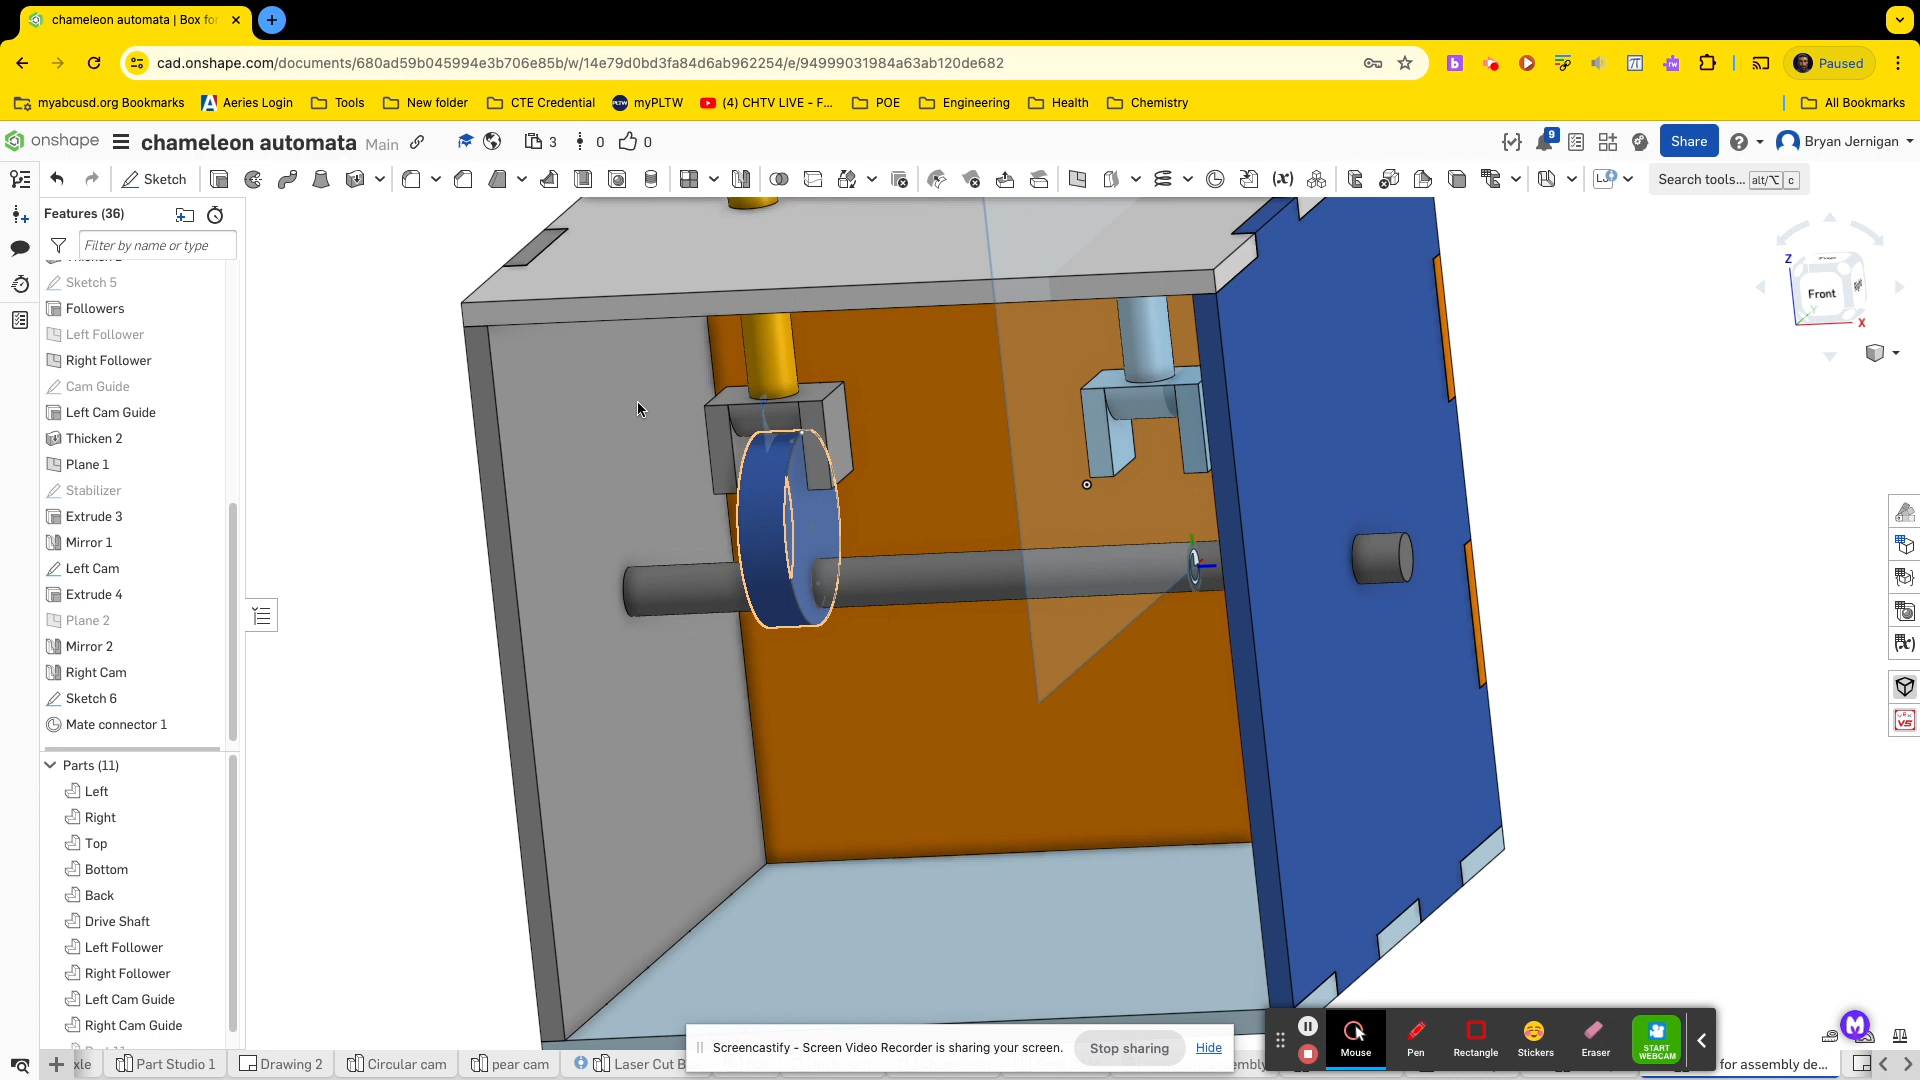 chameleon automata | Box for
cad.onshape.com/documents/680ad59b045994e3b706e85b/w/14e79d0bd3fa84d6ab962254/e/94999031984a63ab120de682
Paused
myabcusd.org Bookmarks
Aeries Login
Tools
New folder
CTE Credential
myPLTW
(4) CHTV LIVE - F...
POE
Engineering
Health
Chemistry
All Bookmarks
onshape
chameleon automata Main
3
0
0
9
Share
Bryan Jernigan
Sketch
Search tools... alt/⌥ c
Features (36)
Filter by name or type
Sketch 5
Followers
Left Follower
Right Follower
Cam Guide
Left Cam Guide
Thicken 2
Plane 1
Stabilizer
Extrude 3
Mirror 1
Left Cam
Extrude 4
Plane 2
Mirror 2
Right Cam
Sketch 6
Mate connector 1
Parts (11)
Left
Right
Top
Bottom
Back
Drive Shaft
Left Follower
Right Follower
Left Cam Guide
Right Cam Guide
Z
Front
Right
Y
X
Screencastify - Screen Video Recorder is sharing your screen.
Stop sharing
Hide
Mouse
Pen
Rectangle
Stickers
Eraser
START
WEBCAM
xle
Part Studio 1
Drawing 2
Circular cam
pear cam
Laser Cut B
for assembly de...